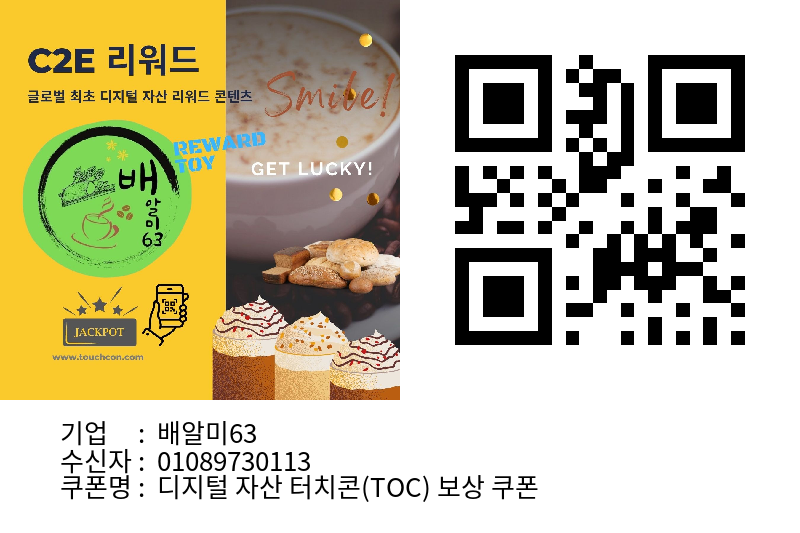 C2E 리워드
글로벌 최초 디지털 자산 리워드 콘텐츠
Smile!
REWARD
TOY
GET LUCKY!
배
알
미
63
JACKPOT
www.touchcon.com
기업 : 배알미63
수신자 : 01089730113
쿠폰명 : 디지털 자산 터치콘(TOC) 보상 쿠폰